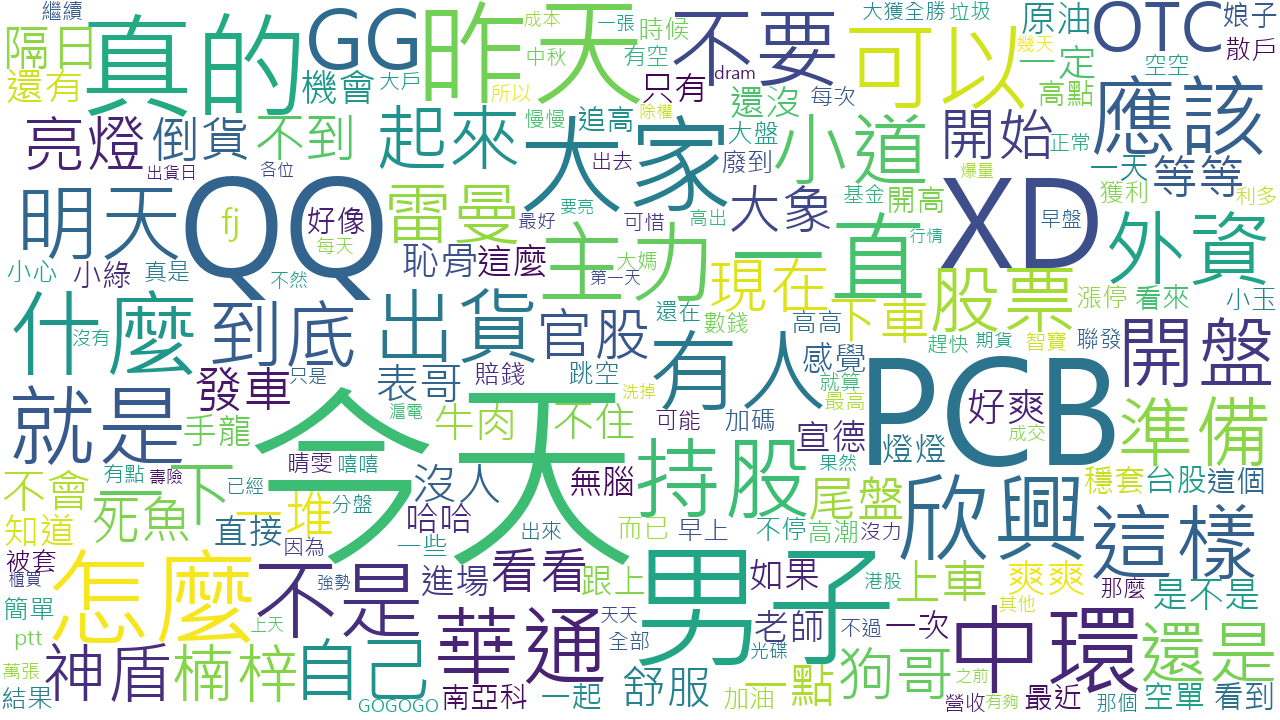 繼續
隔日
真的
GG
昨天
成本
一張
時候
不要
大獲全勝
垃圾
可以
原油
OTC
娘子
散戶
中秋
有空
幾天
一定
空空
還有
機會
大戶
所以
只有
dram
還沒
每次
高點
應該
亮燈
倒貨
不到
起來
慢慢
追高
除權
大家
大盤
小道
開始
正常
出貨日
各位
出去
廢到
爆量
一天
等等
獲利
利多
明天
QQ
fj
好像
每天
雷曼
最好
要亮
可惜
高出
大象
基金
開高
一直
行情
XD
早盤
外資
小心
小綠
真是
不然
恥骨
這麼
主力
大媽
第一天
現在
股票
漲停
看來
小玉
什麼
沒有
到底
出貨
官股
還在
數錢
高高
下車
趕快
期貨
智寶
聯發
開盤
就是
發車
只是
表哥
賠錢
跳空
洗掉
有人
感覺
就算
最高
PCB
好爽
成交
準備
手龍
今天
滬電
牛肉
不住
可能
加碼
宣德
燈燈
不會
有點
壽險
一下
已經
晴雯
嘻嘻
沒人
無腦
持股
果然
尾盤
欣興
穩套
台股
這個
知道
死魚
直接
一堆
分盤
哈哈
出來
而已
早上
不停
高潮
沒力
這樣
被套
因為
一些
櫃買
怎麼
不是
強勢
進場
看看
跟上
男子
如果
港股
上車
爽爽
那麼
是不是
簡單
ptt
上天
華通
天天
全部
老師
光碟
不過
一次
其他
中環
還是
萬張
結果
神盾
楠梓
自己
GOGOGO
南亞科
一起
舒服
加油
一點
狗哥
之前
營收
有夠
最近
那個
空單
看到